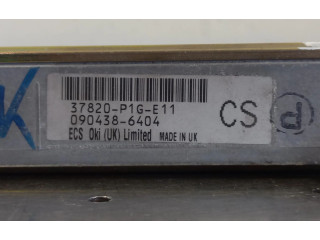 37820-P1G-E11
090438-6404
CS
ECS Oki (UK) Limited MADE IN UK
K